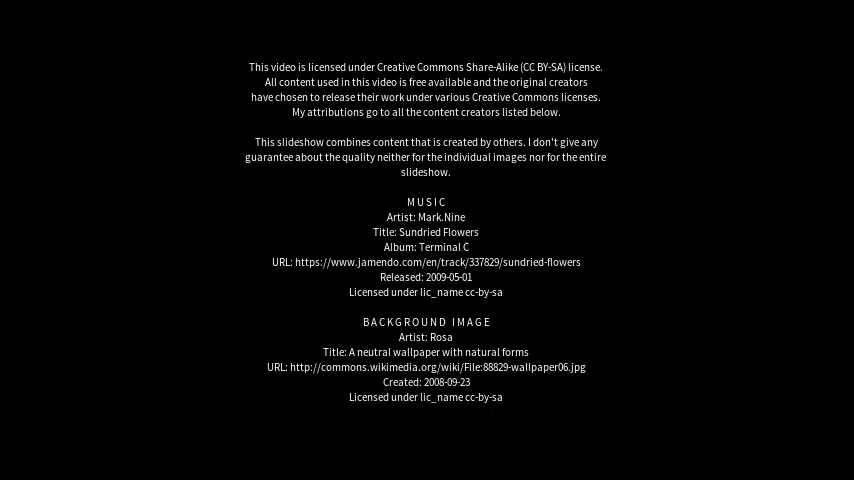 This video is licensed under Creative Commons Share-Alike (CC BY-SA) license.
All content used in this video is free available and the original creators
have chosen to release their work under various Creative Commons licenses.
My attributions go to all the content creators listed below.
This slideshow combines content that is created by others. I don't give any
guarantee about the quality neither for the individual images nor for the entire
slideshow.
MUSIC
Artist: Mark.Nine
Title: Sundried Flowers
Album: Terminal C
URL: https://www.jamendo.com/en/track/337829/sundried-flowers
Released: 2009-05-01
Licensed under lic_name cc-by-sa
BACKGROUND IMAGE
Artist: Rosa
Title: A neutral wallpaper with natural forms
URL: http://commons.wikimedia.org/wiki/File:88829-wallpaper06.jpg
Created: 2008-09-23
Licensed under lic_name cc-by-sa